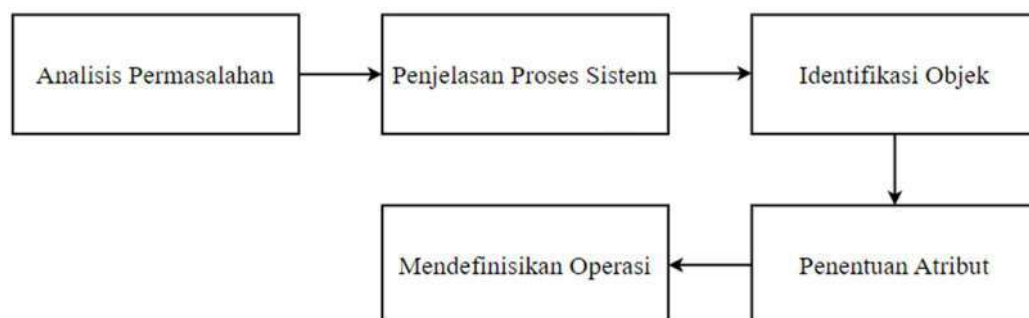 Analisis Permasalahan
Penjelasan Proses Sistem
Identifikasi Objek
Penentuan Atribut
Mendefinisikan Operasi